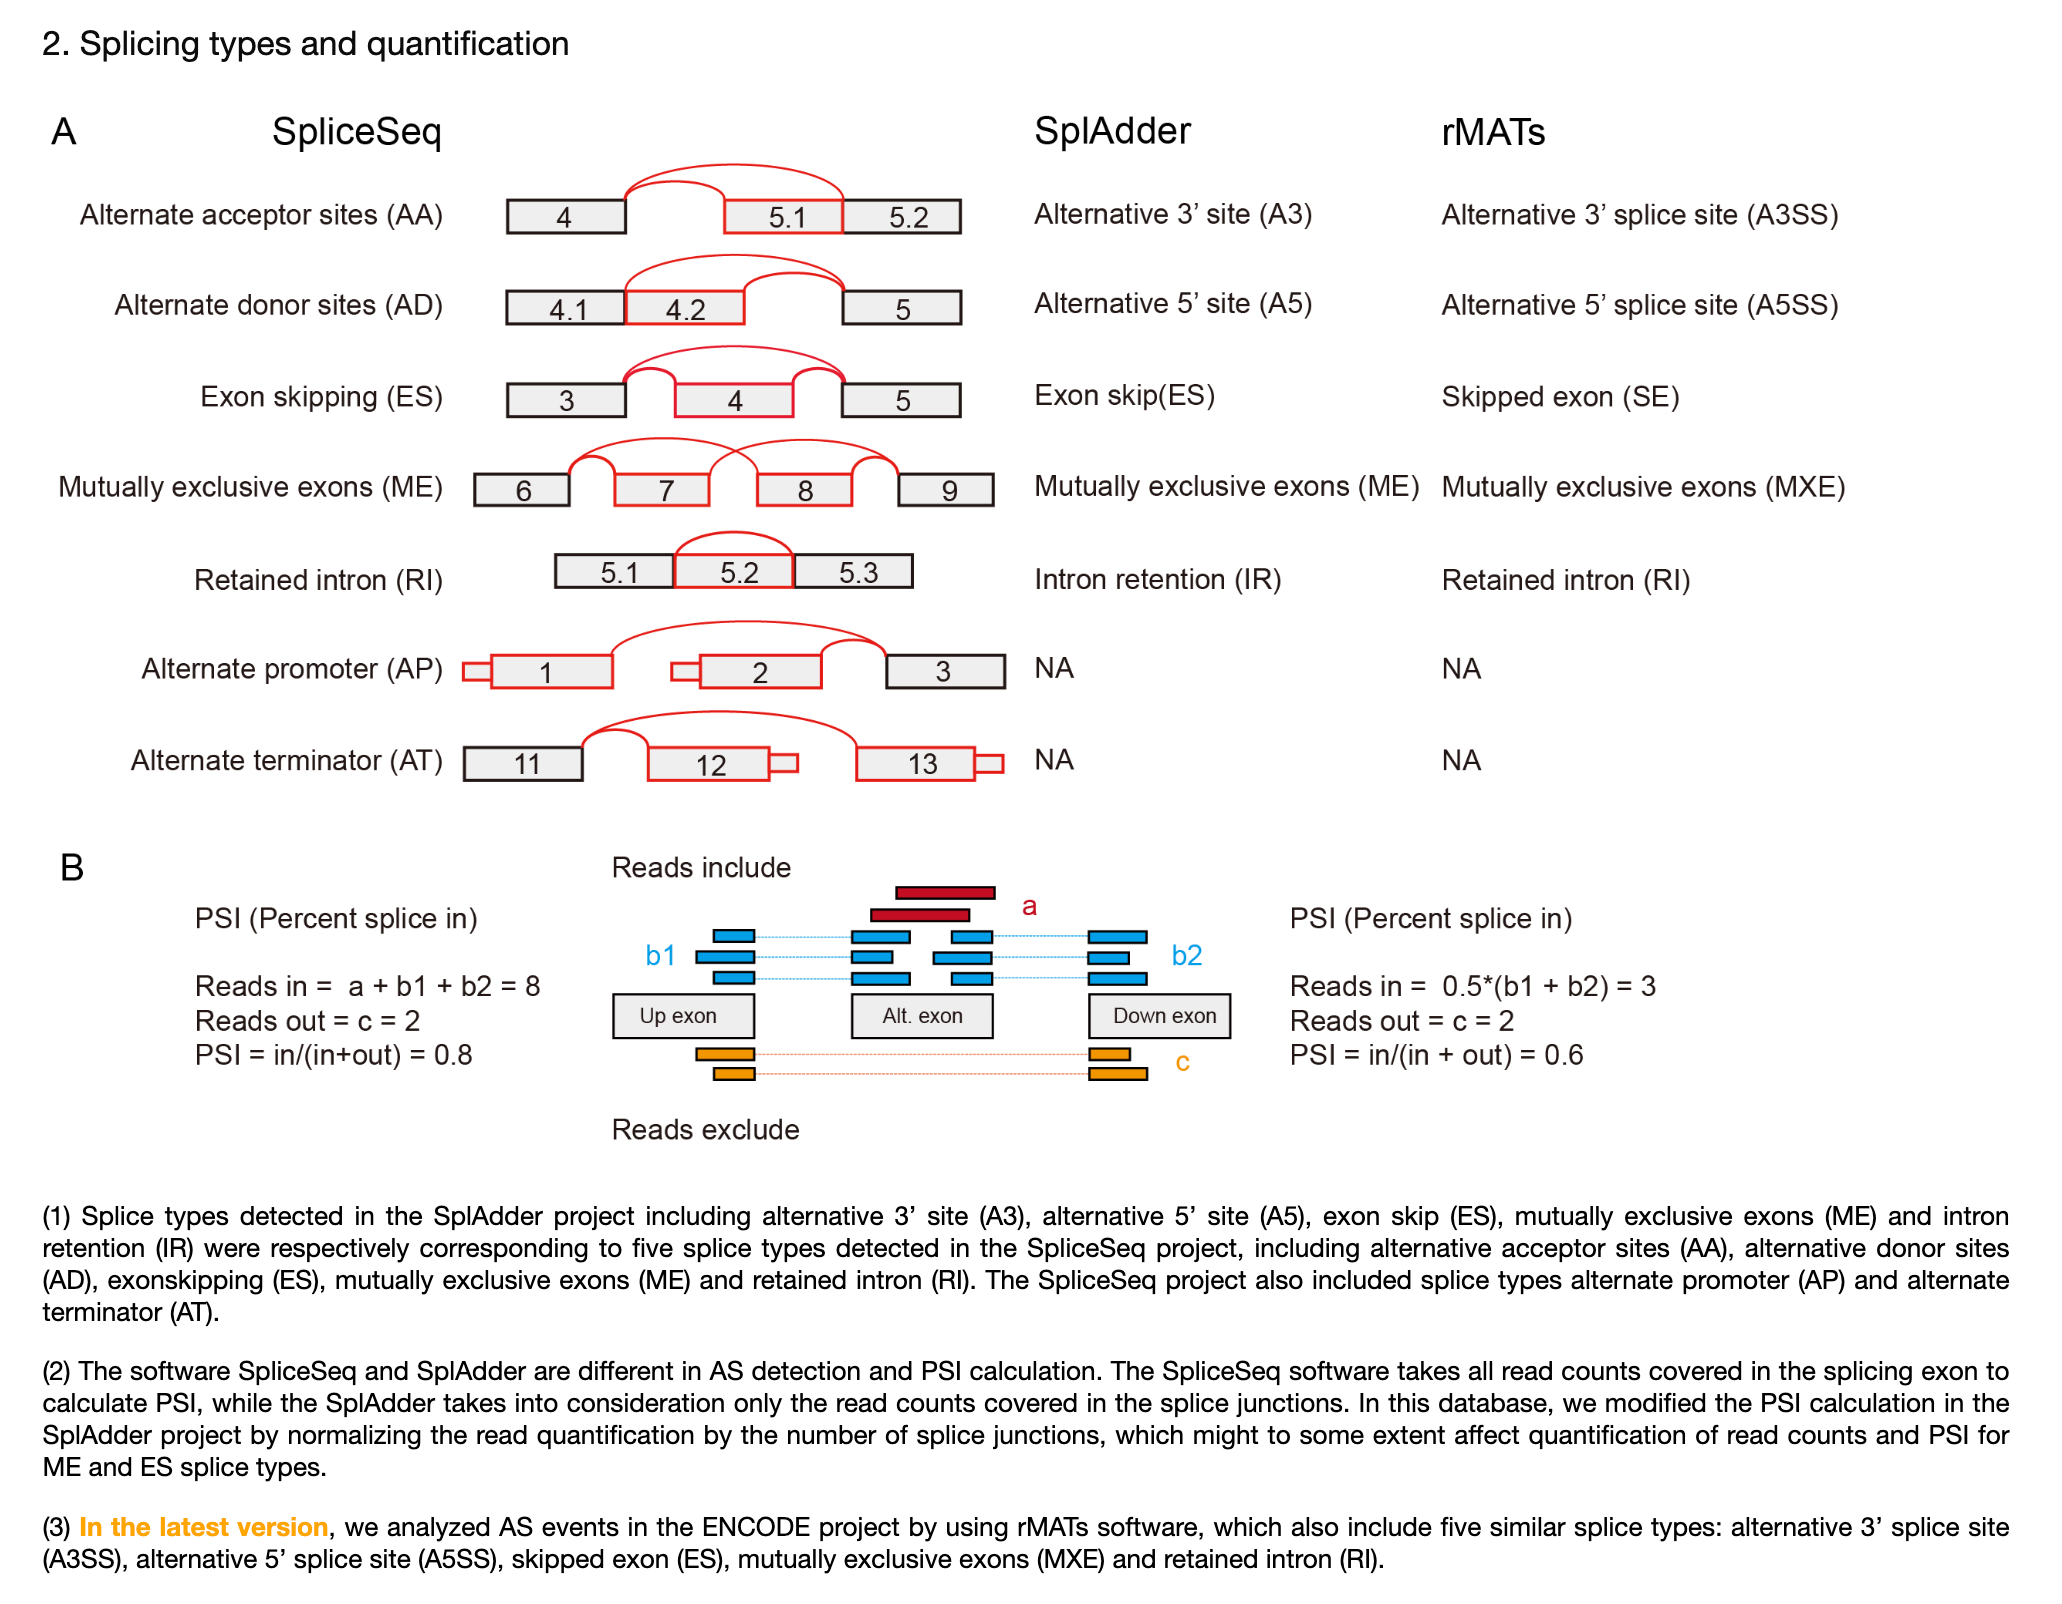 2. Splicing types and quantification
A
SpliceSeq
SplAdder
rMATs
Alternate acceptor sites (AA)
4
5.1
5.2
Alternative 3’ site (A3)
Alternative 3’ splice site (A3SS)
Alternate donor sites (AD)
4.1
4.2
5
Alternative 5’ site (A5)
Alternative 5’ splice site (A5SS)
Exon skipping (ES)
3
4
5
Exon skip(ES)
Skipped exon (SE)
Mutually exclusive exons (ME)
6
7
8
9
Mutually exclusive exons (ME)
Mutually exclusive exons (MXE)
Retained intron (RI)
5.1
5.2
5.3
Intron retention (IR)
Retained intron (RI)
Alternate promoter (AP)
1
2
3
NA
NA
Alternate terminator (AT)
11
12
13
NA
NA
B
PSI (Percent splice in)
Reads in = a + b1 + b2 = 8
Reads out = c = 2
PSI = in/(in+out) = 0.8
Reads include
a
b1
b2
Up exon
Alt. exon
Down exon
c
Reads exclude
PSI (Percent splice in)
Reads in = 0.5*(b1 + b2) = 3
Reads out = c = 2
PSI = in/(in + out) = 0.6
(1) Splice types detected in the SplAdder project including alternative 3’ site (A3), alternative 5’ site (A5), exon skip (ES), mutually exclusive exons (ME) and intron
retention (IR) were respectively corresponding to five splice types detected in the SpliceSeq project, including alternative acceptor sites (AA), alternative donor sites
(AD), exonskipping (ES), mutually exclusive exons (ME) and retained intron (RI). The SpliceSeq project also included splice types alternate promoter (AP) and alternate
terminator (AT).
(2) The software SpliceSeq and SplAdder are different in AS detection and PSI calculation. The SpliceSeq software takes all read counts covered in the splicing exon to
calculate PSI, while the SplAdder takes into consideration only the read counts covered in the splice junctions. In this database, we modified the PSI calculation in the
SplAdder project by normalizing the read quantification by the number of splice junctions, which might to some extent affect quantification of read counts and PSI for
ME and ES splice types.
(3) In the latest version, we analyzed AS events in the ENCODE project by using rMATs software, which also include five similar splice types: alternative 3’ splice site
(A3SS), alternative 5’ splice site (A5SS), skipped exon (ES), mutually exclusive exons (MXE) and retained intron (RI).